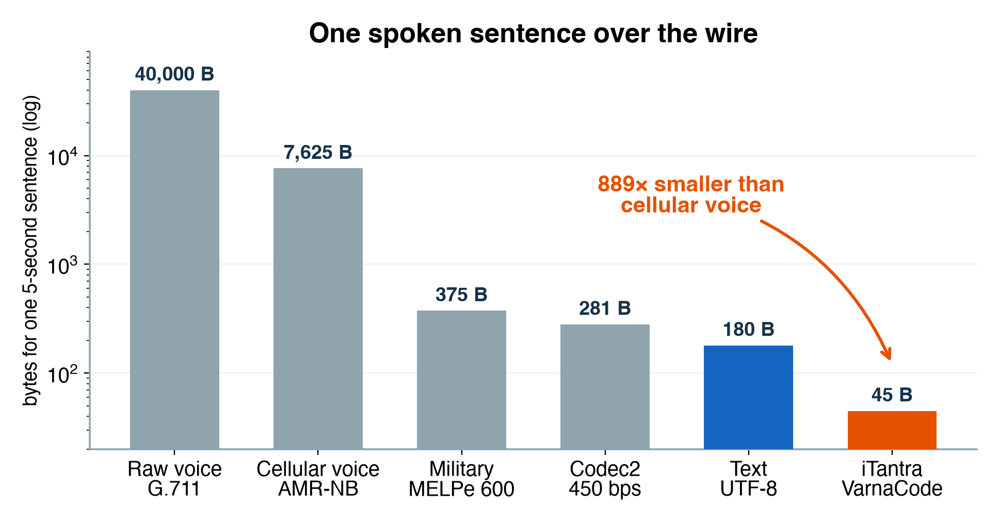 One spoken sentence over the wire
bytes for one 5-second sentence (log)
10⁴
10³
10²
40,000 B
7,625 B
375 B
281 B
180 B
45 B
889× smaller than
cellular voice
Raw voice
G.711
Cellular voice
AMR-NB
Military
MELPe 600
Codec2
450 bps
Text
UTF-8
iTantra
VarnaCode